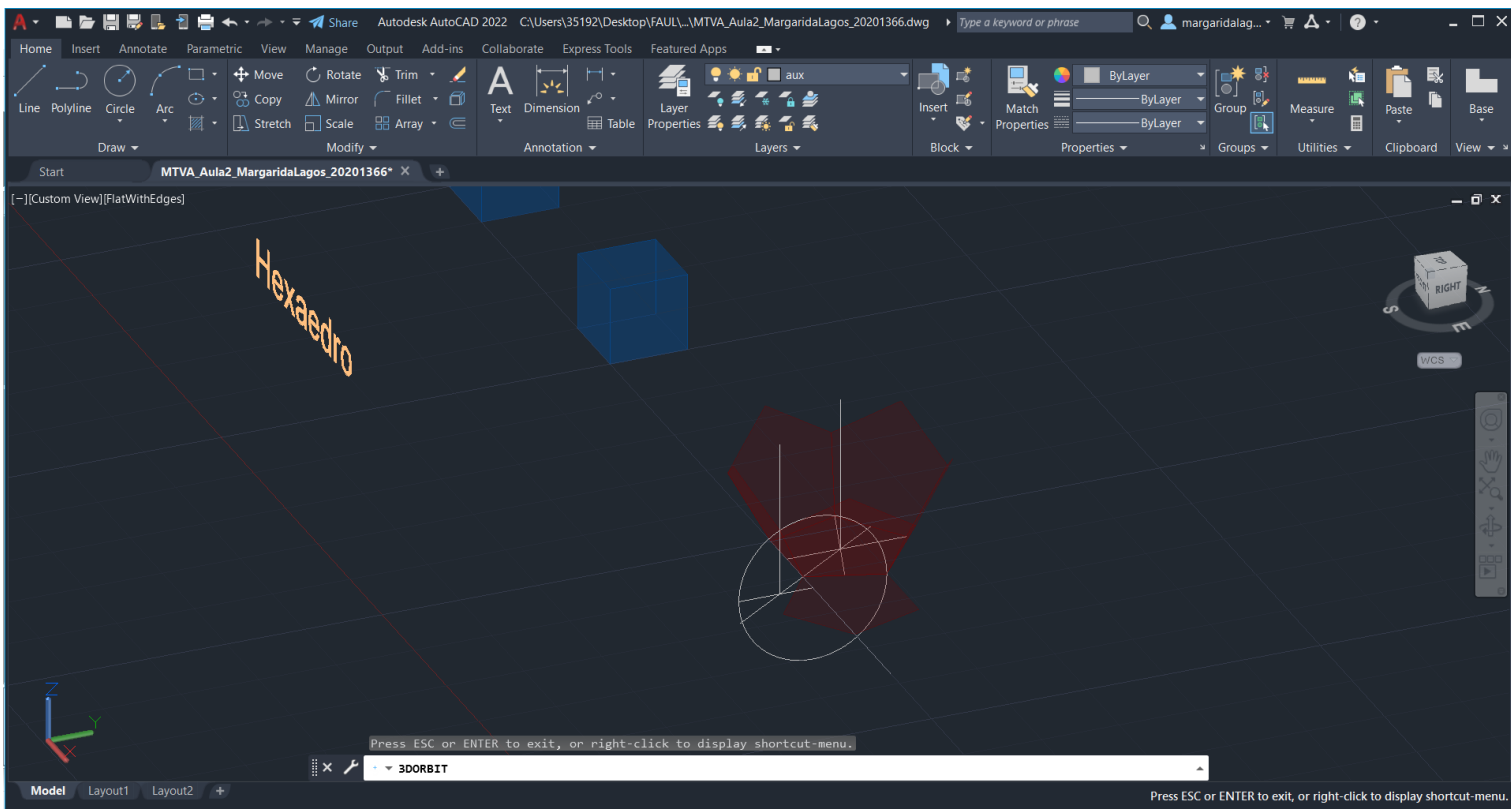 Share Autodesk AutoCAD 2022 C:\Users\35192\Desktop\FAUL\...\MTVA_Aula2_MargaridaLagos_20201366.dwg Type a keyword or phrase margaridalag...
Home Insert Annotate Parametric View Manage Output Add-ins Collaborate Express Tools Featured Apps
Line Polyline Circle Arc
Draw
Move Rotate Trim
Copy Mirror Fillet
Stretch Scale Array
Modify
Text Dimension Table
Annotation
Layer Properties
aux
Layers
Insert
Block
Match Properties
ByLayer
ByLayer
ByLayer
Properties
Group
Groups
Measure
Utilities
Paste
Clipboard
Base
View
Start MTVA_Aula2_MargaridaLagos_20201366*
[−][Custom View][FlatWithEdges]
Hexaedro
RIGHT
S
E
N
WCS
Z
Y
X
Press ESC or ENTER to exit, or right-click to display shortcut-menu.
3DORBIT
Model Layout1 Layout2
Press ESC or ENTER to exit, or right-click to display shortcut-menu.